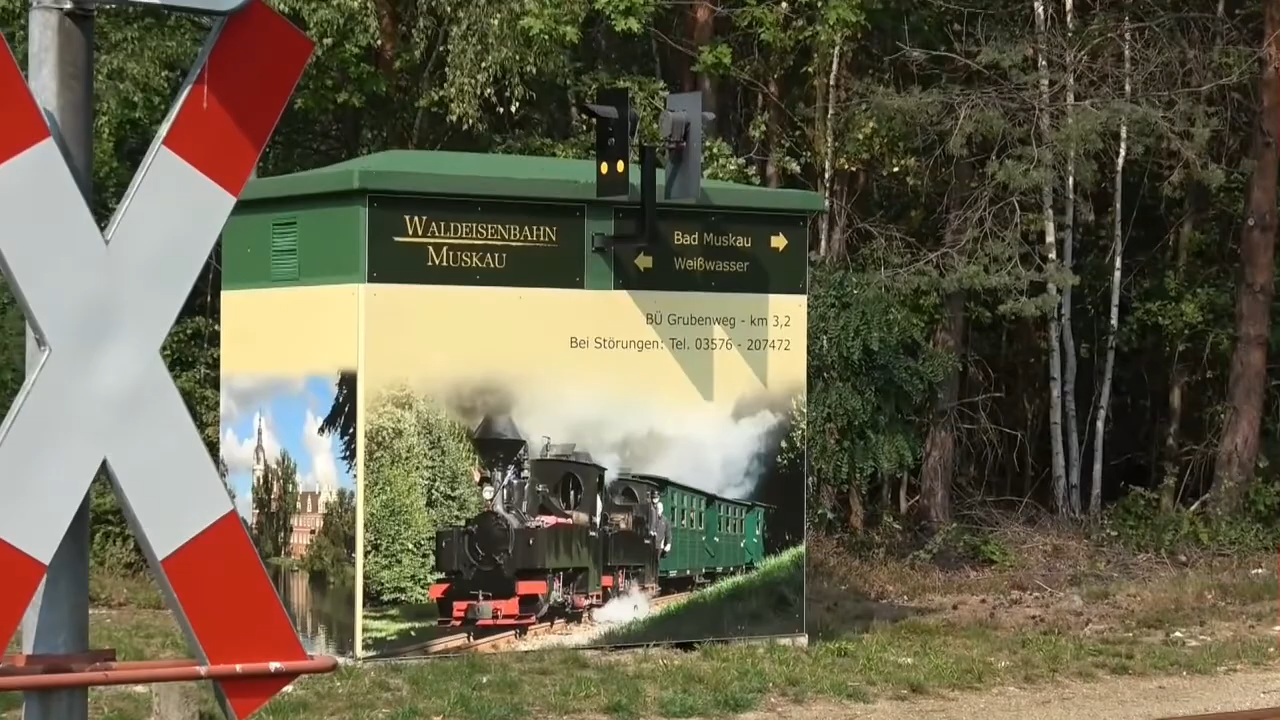 WALDEISENBAHN
MUSKAU
Bad Muskau
Weißwasser
BÜ Grubenweg - km 3,2
Bei Störungen: Tel. 03576 - 207472